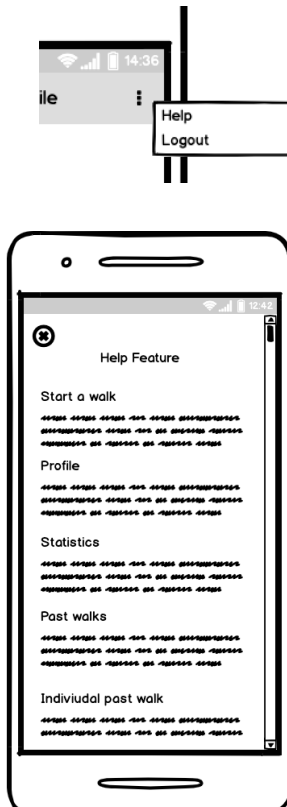 14:36
ile
Help
Logout
12:42
Help Feature
Start a walk
Profile
Statistics
Past walks
Indiviudal past walk